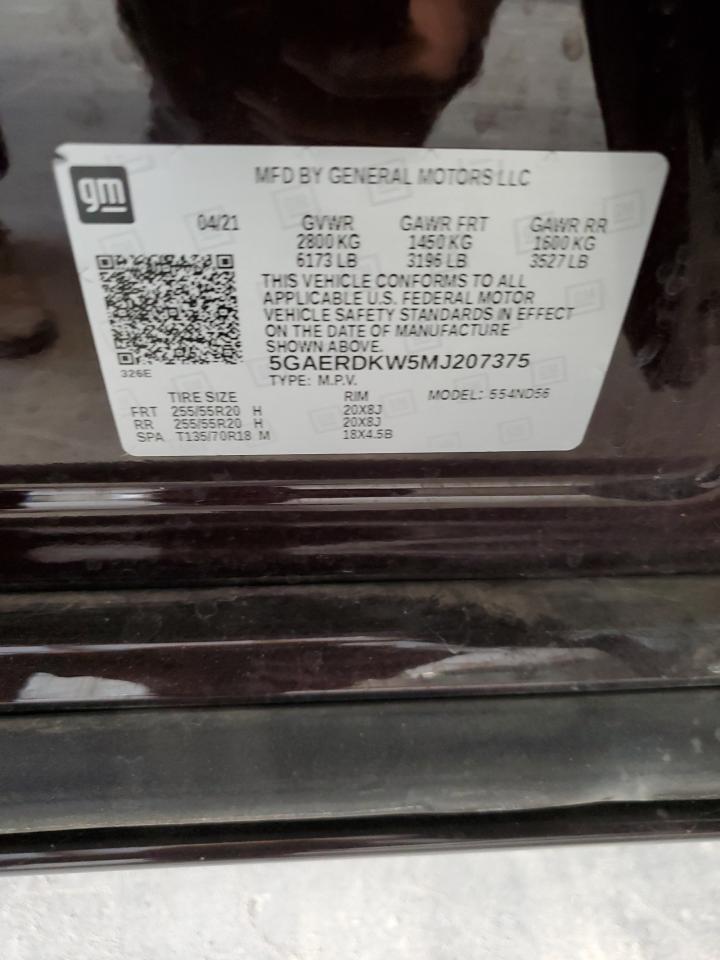 gm
MFD BY GENERAL MOTORS LLC
04/21 GVWR GAWR FRT GAWR RR
2800 KG 1450 KG 1600 KG
6173 LB 3196 LB 3527 LB
THIS VEHICLE CONFORMS TO ALL
APPLICABLE U.S. FEDERAL MOTOR
VEHICLE SAFETY STANDARDS IN EFFECT
ON THE DATE OF MANUFACTURE
SHOWN ABOVE.
326E
5GAERDKW5MJ207375
TYPE: M.P.V. MODEL: 554ND56
TIRE SIZE RIM
FRT 255/55R20 H 20X8J
RR 255/55R20 H 20X8J
SPA T135/70R18 M 18X4.5B